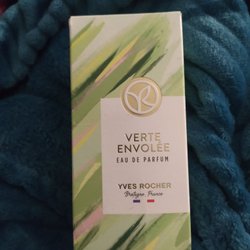 VERTE
ENVOLÉE
EAU DE PARFUM
YVES ROCHER
Bretagne, France